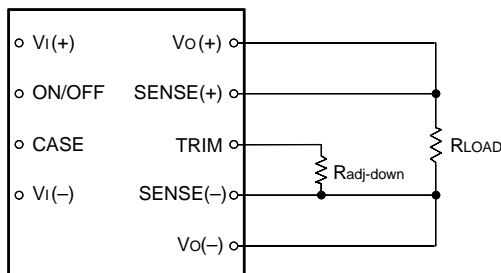 VI(+) VO(+)
ON/OFF SENSE(+)
CASE TRIM RLOAD
Radj-down
VI(–) SENSE(–)
VO(–)